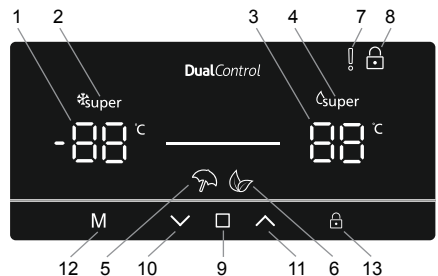 1 2 3 4 7 8
DualControl
super super
-88 °C 88 °C
M
12 5 10 9 11 6 13